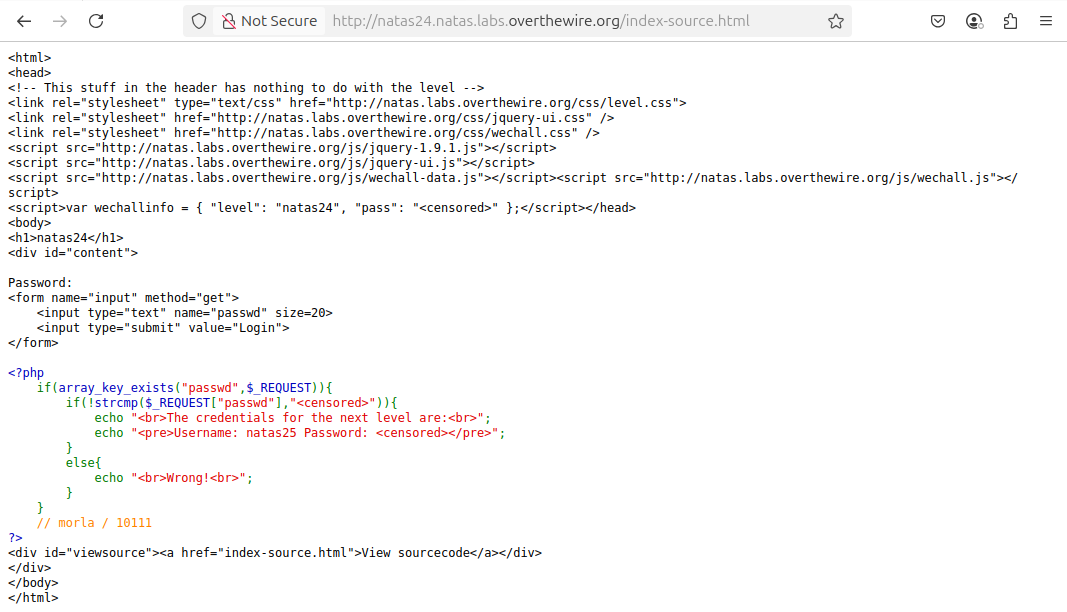 Not Secure http://natas24.natas.labs.overthewire.org/index-source.html
<html>
<head>
<!-- This stuff in the header has nothing to do with the level -->
<link rel="stylesheet" type="text/css" href="http://natas.labs.overthewire.org/css/level.css">
<link rel="stylesheet" href="http://natas.labs.overthewire.org/css/jquery-ui.css" />
<link rel="stylesheet" href="http://natas.labs.overthewire.org/css/wechall.css" />
<script src="http://natas.labs.overthewire.org/js/jquery-1.9.1.js"></script>
<script src="http://natas.labs.overthewire.org/js/jquery-ui.js"></script>
<script src="http://natas.labs.overthewire.org/js/wechall-data.js"></script><script src="http://natas.labs.overthewire.org/js/wechall.js"></
script>
<script>var wechallinfo = { "level": "natas24", "pass": "<censored>" };</script></head>
<body>
<h1>natas24</h1>
<div id="content">

Password:
<form name="input" method="get">
    <input type="text" name="passwd" size=20>
    <input type="submit" value="Login">
</form>

<?php
    if(array_key_exists("passwd",$_REQUEST)){
        if(!strcmp($_REQUEST["passwd"],"<censored>")){
            echo "<br>The credentials for the next level are:<br>";
            echo "<pre>Username: natas25 Password: <censored></pre>";
        }
        else{
            echo "<br>Wrong!<br>";
        }
    }
    // morla / 10111
?>
<div id="viewsource"><a href="index-source.html">View sourcecode</a></div>
</div>
</body>
</html>